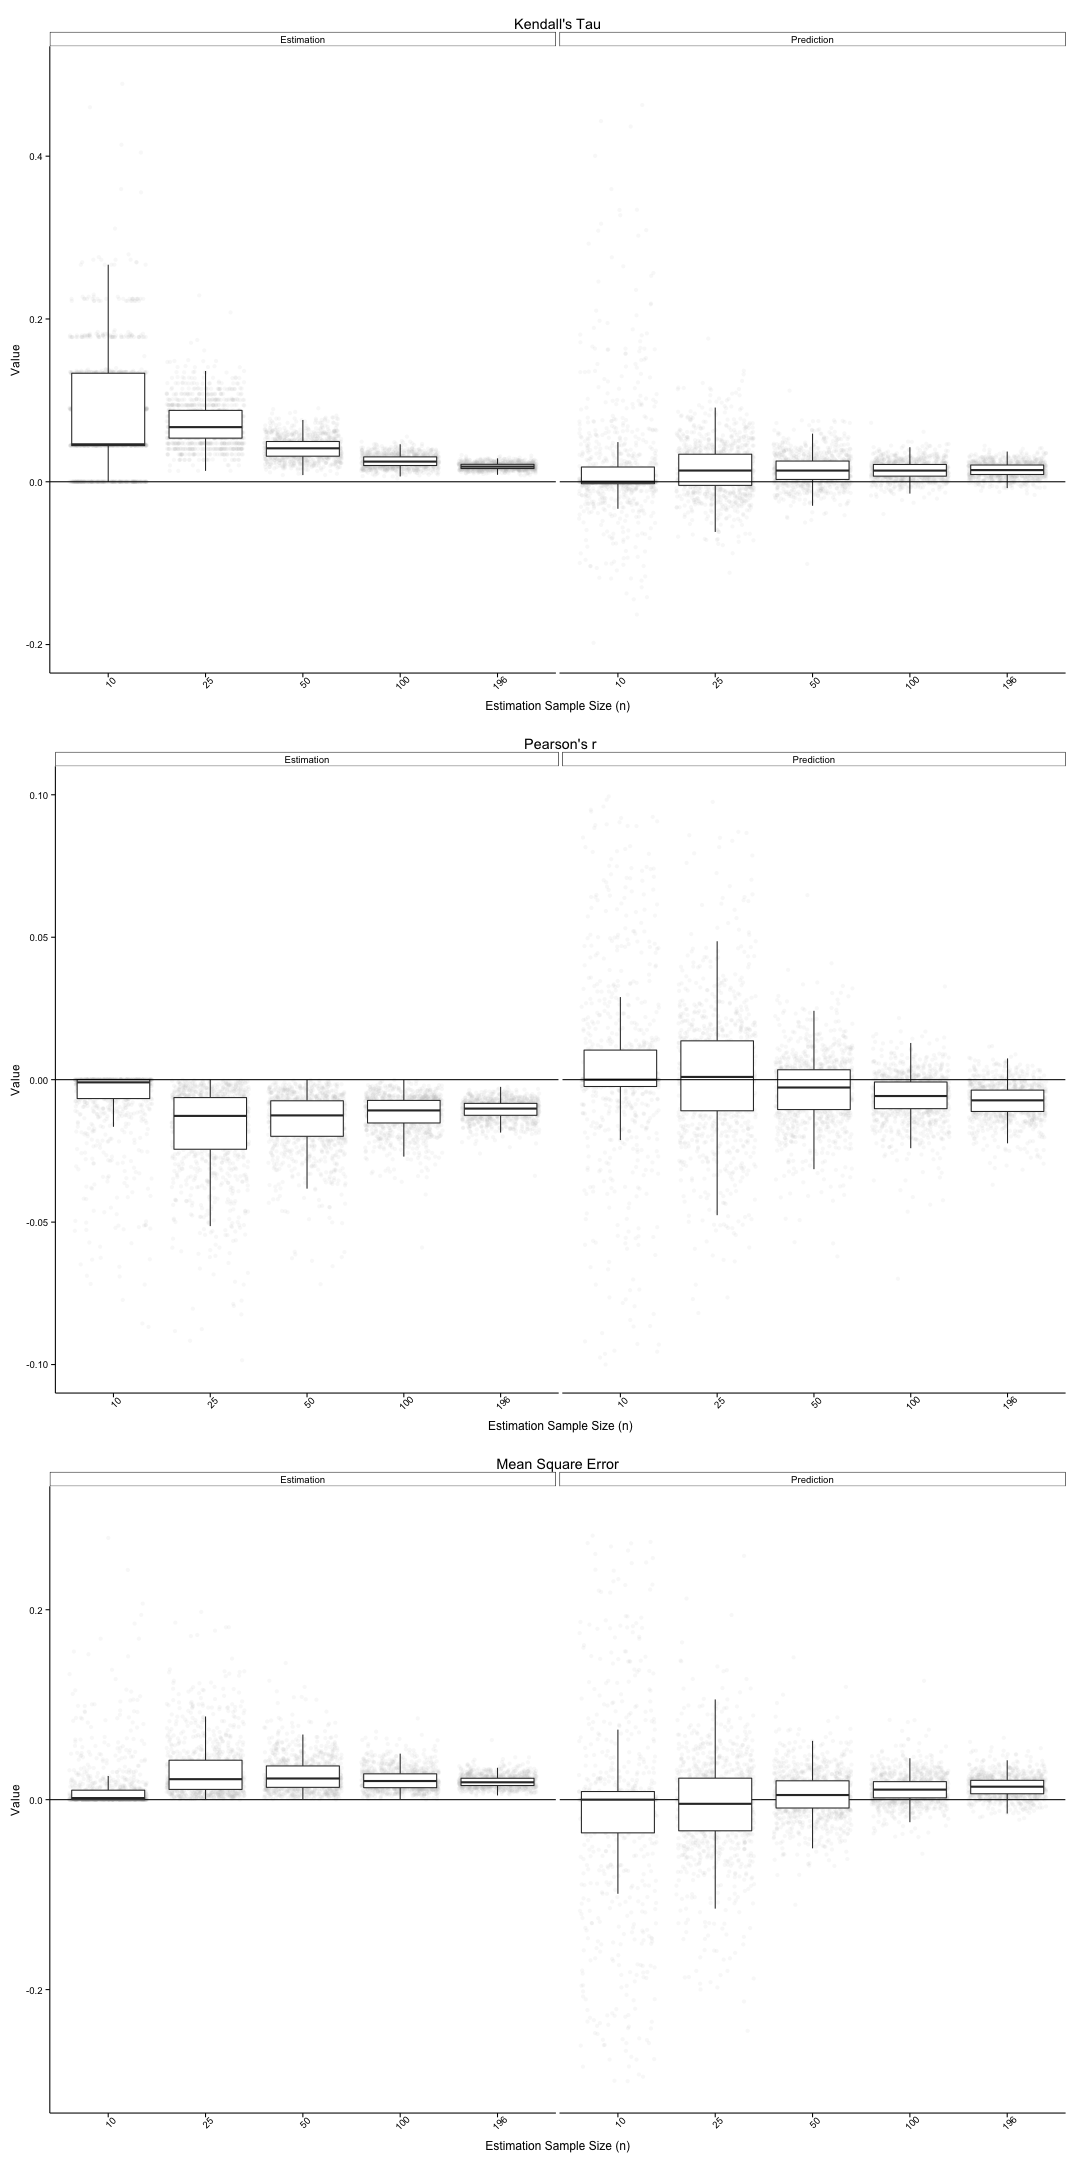 Kendall's Tau
Estimation Prediction
0.4
0.2
0.0
-0.2
Value
10 25 50 100 196 10 25 50 100 196
Estimation Sample Size (n)
Pearson's r
Estimation Prediction
0.10
0.05
0.00
-0.05
-0.10
Value
10 25 50 100 196 10 25 50 100 196
Estimation Sample Size (n)
Mean Square Error
Estimation Prediction
0.2
0.0
-0.2
Value
10 25 50 100 196 10 25 50 100 196
Estimation Sample Size (n)